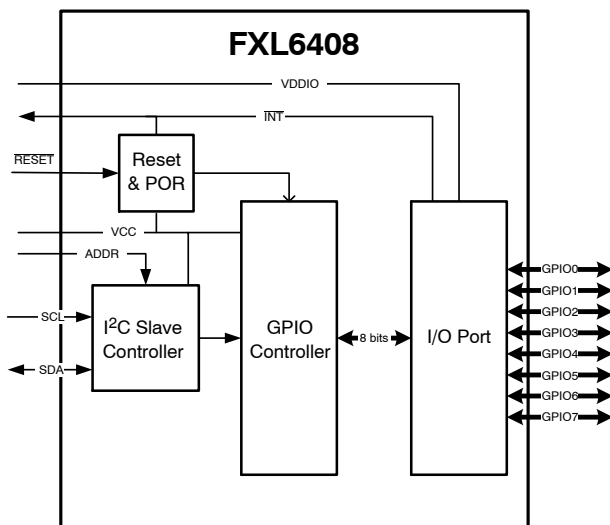 FXL6408
VDDIO
INT
RESET
Reset
& POR
VCC
ADDR
SCL
I²C Slave
Controller
SDA
GPIO
Controller
8 bits
I/O Port
GPIO0
GPIO1
GPIO2
GPIO3
GPIO4
GPIO5
GPIO6
GPIO7